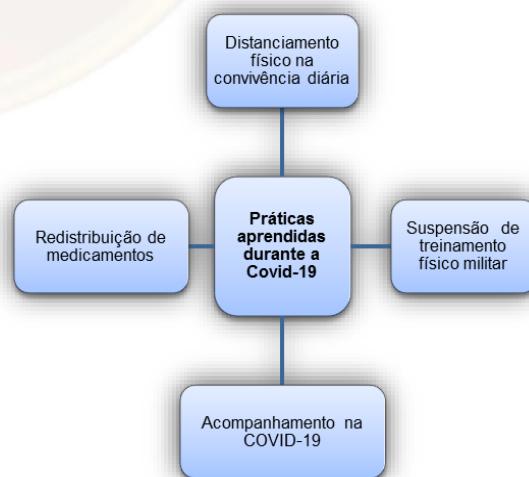 Distanciamento
físico na
convivência diária
Redistribuição de
medicamentos
Práticas
aprendidas
durante a
Covid-19
Suspensão de
treinamento
físico militar
Acompanhamento na
COVID-19